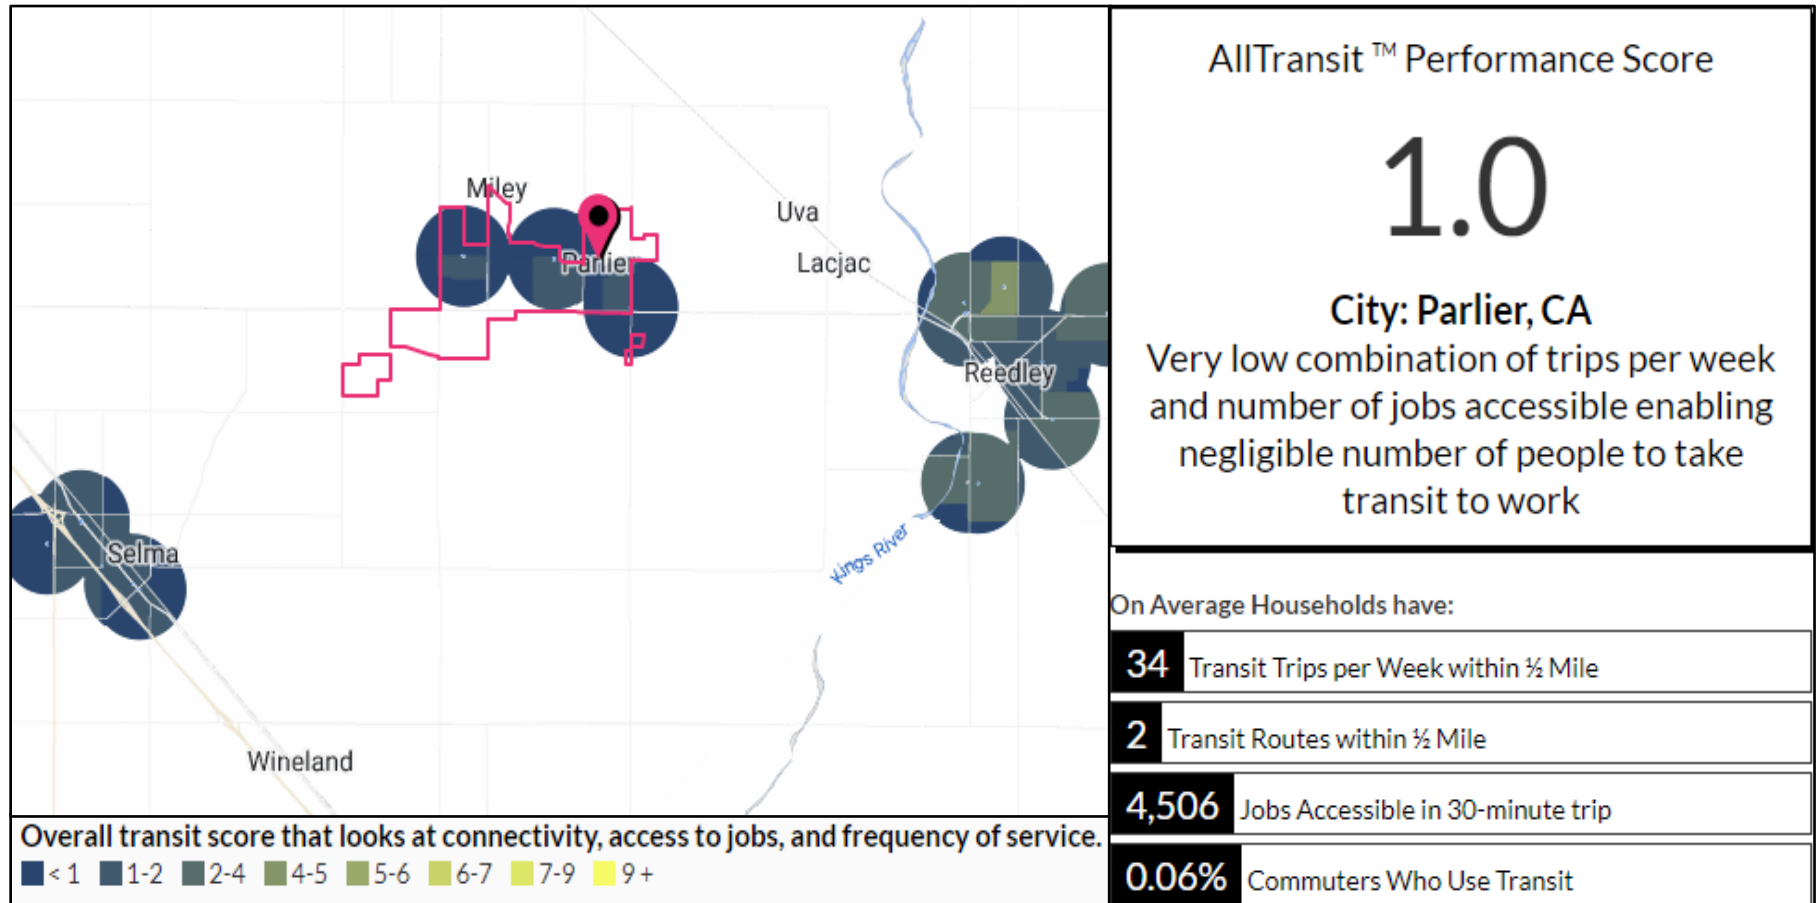 Miley
Parlier
Uva
Lacjac
Reedley
Selma
Kings River
Wineland
Overall transit score that looks at connectivity, access to jobs, and frequency of service.
< 1 1-2 2-4 4-5 5-6 6-7 7-9 9 +
AllTransit ™ Performance Score
1.0
City: Parlier, CA
Very low combination of trips per week
and number of jobs accessible enabling
negligible number of people to take
transit to work
On Average Households have:
34 Transit Trips per Week within ½ Mile
2 Transit Routes within ½ Mile
4,506 Jobs Accessible in 30-minute trip
0.06% Commuters Who Use Transit